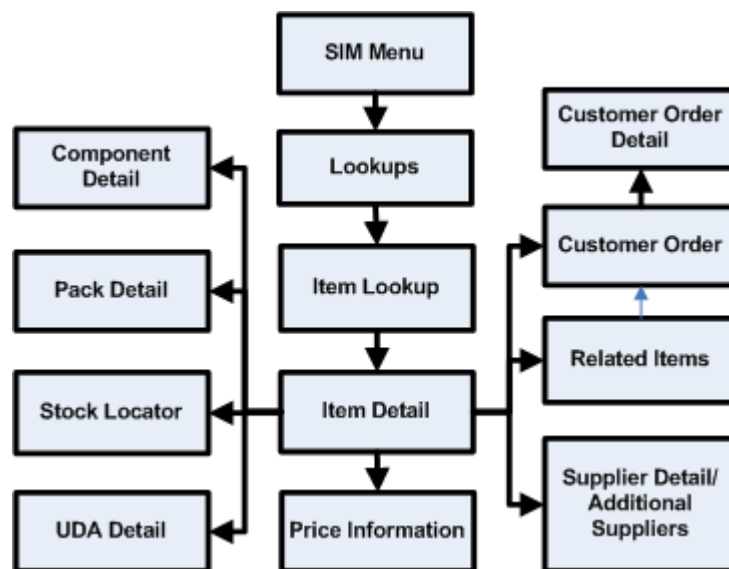 SIM Menu
Customer Order
Detail
Component
Detail
Lookups
Customer Order
Pack Detail
Item Lookup
Related Items
Stock Locator
Item Detail
Supplier Detail/
Additional
Suppliers
UDA Detail
Price Information